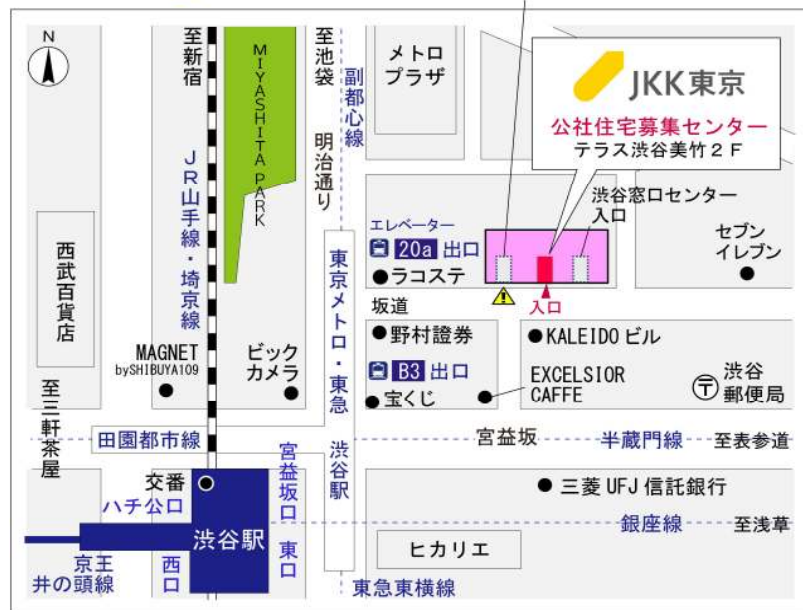 N
至新宿
MIYASHITA PARK
至池袋
明治通り
副都心線
メトロ
プラザ
JKK東京
公社住宅募集センター
テラス渋谷美竹2F
JR山手線・埼京線
西武百貨店
エレベーター
20a 出口
ラコステ
渋谷窓口センター
入口
セブン
イレブン
!
入口
坂道
東京メトロ・東急 渋谷駅
野村證券
KALEIDO ビル
MAGNET
bySHIBUYA109
ビック
カメラ
B3 出口
宝くじ
EXCELSIOR
CAFFE
〒
渋谷
郵便局
至三軒茶屋
田園都市線
宮益坂
半蔵門線
至表参道
交番
ハチ公口
宮益坂口
三菱 UFJ 信託銀行
渋谷駅
銀座線
至浅草
京王
井の頭線
西口
東口
ヒカリエ
東急東横線